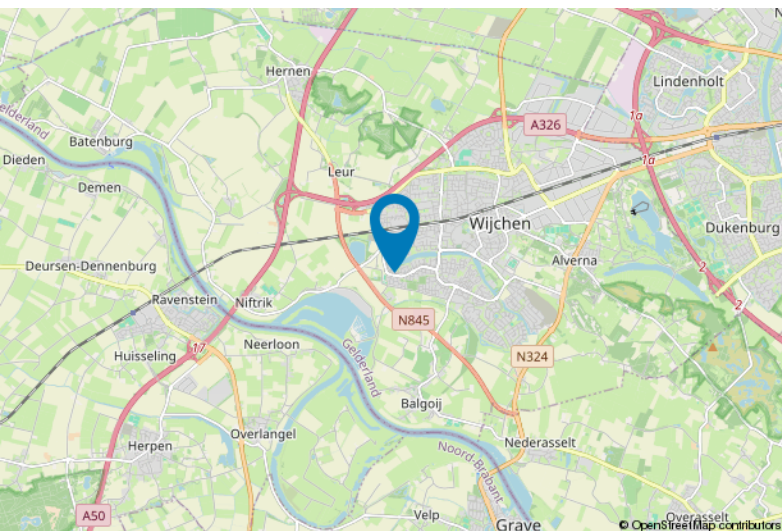 Hernen
Lindenholt
Gelderland
A326
1a
Batenburg
1a
Dieden
Leur
Demen
Wijchen
Dukenburg
Alverna
Deursen-Dennenburg
2
Ravenstein
Niftrik
2
N845
Neerloon
17
Huisseling
Gelderland
N324
Balgoij
Overlangel
Herpen
Nederasselt
Noord-Brabant
A50
Velp
Overasselt
Grave
© OpenStreetMap contributors